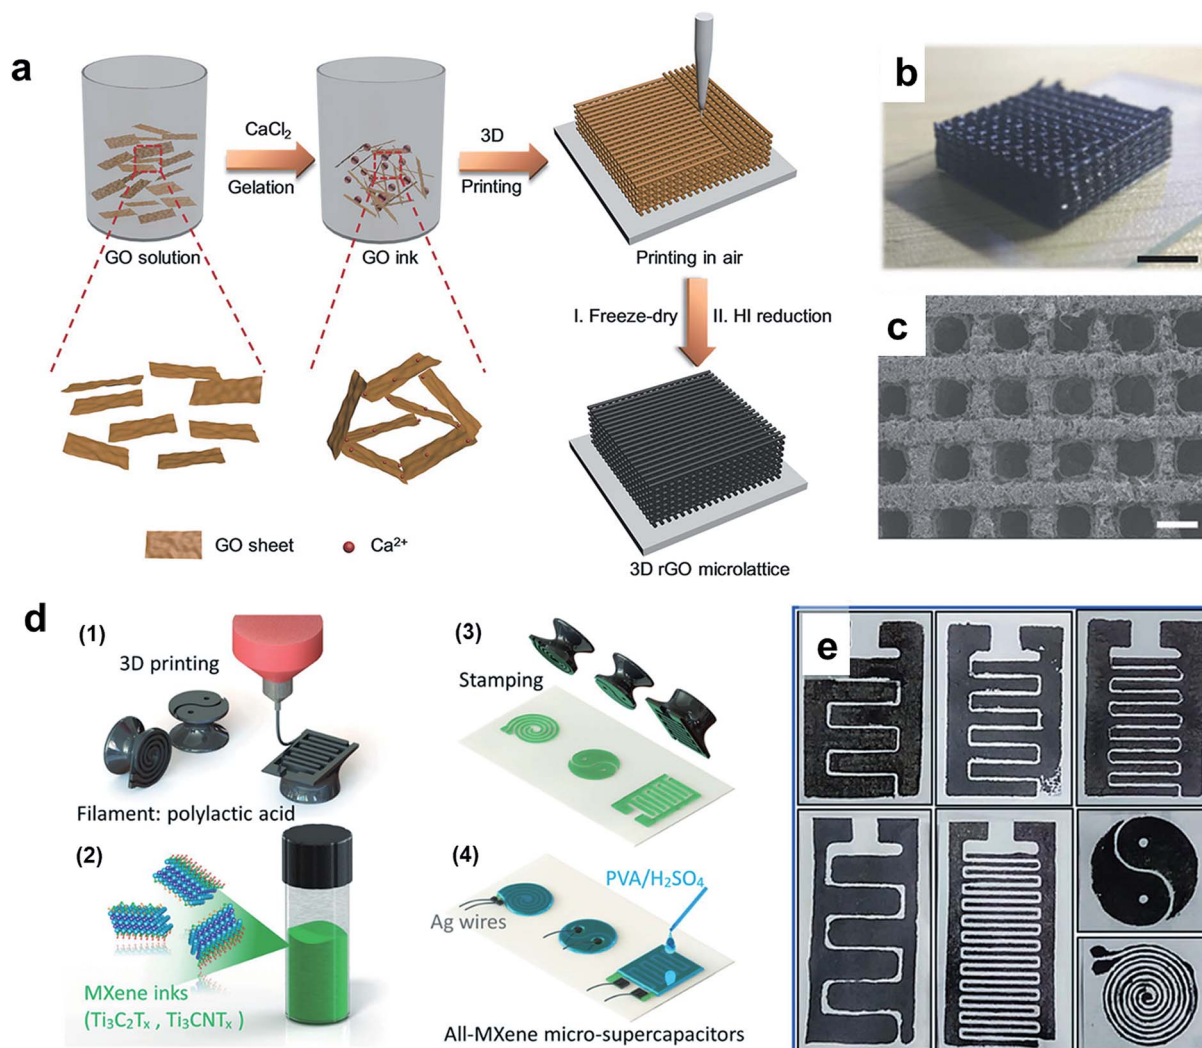 a
CaCl₂
Gelation
3D
Printing
GO solution
GO ink
Printing in air
I. Freeze-dry
II. HI reduction
GO sheet
Ca²⁺
3D rGO microlattice
b
c
d
(1)
3D printing
Filament: polylactic acid
(2)
MXene inks
(Ti₃C₂Tₓ , Ti₃CNTₓ )
(3)
Stamping
(4)
PVA/H₂SO₄
Ag wires
All-MXene micro-supercapacitors
e